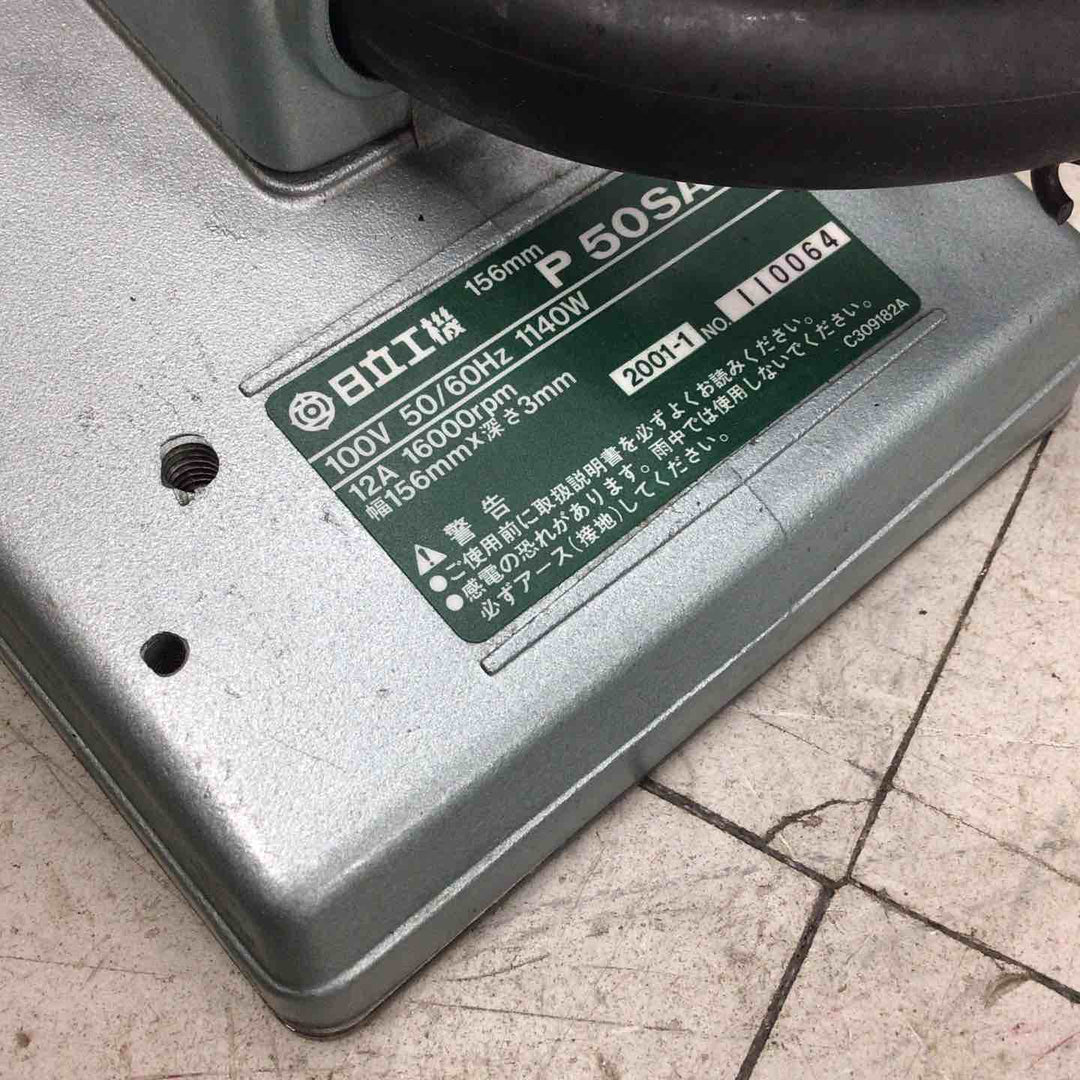 日立工機 156mm P 50SA
100V 50/60Hz 1140W
12A 16000rpm
幅156mm×深さ3mm
2001-1 NO. 110064
警告
●ご使用前に取扱説明書を必ずよくお読みください。
●感電の恐れがあります。雨中では使用しないでください。
必ずアース(接地)してください。
C309182A